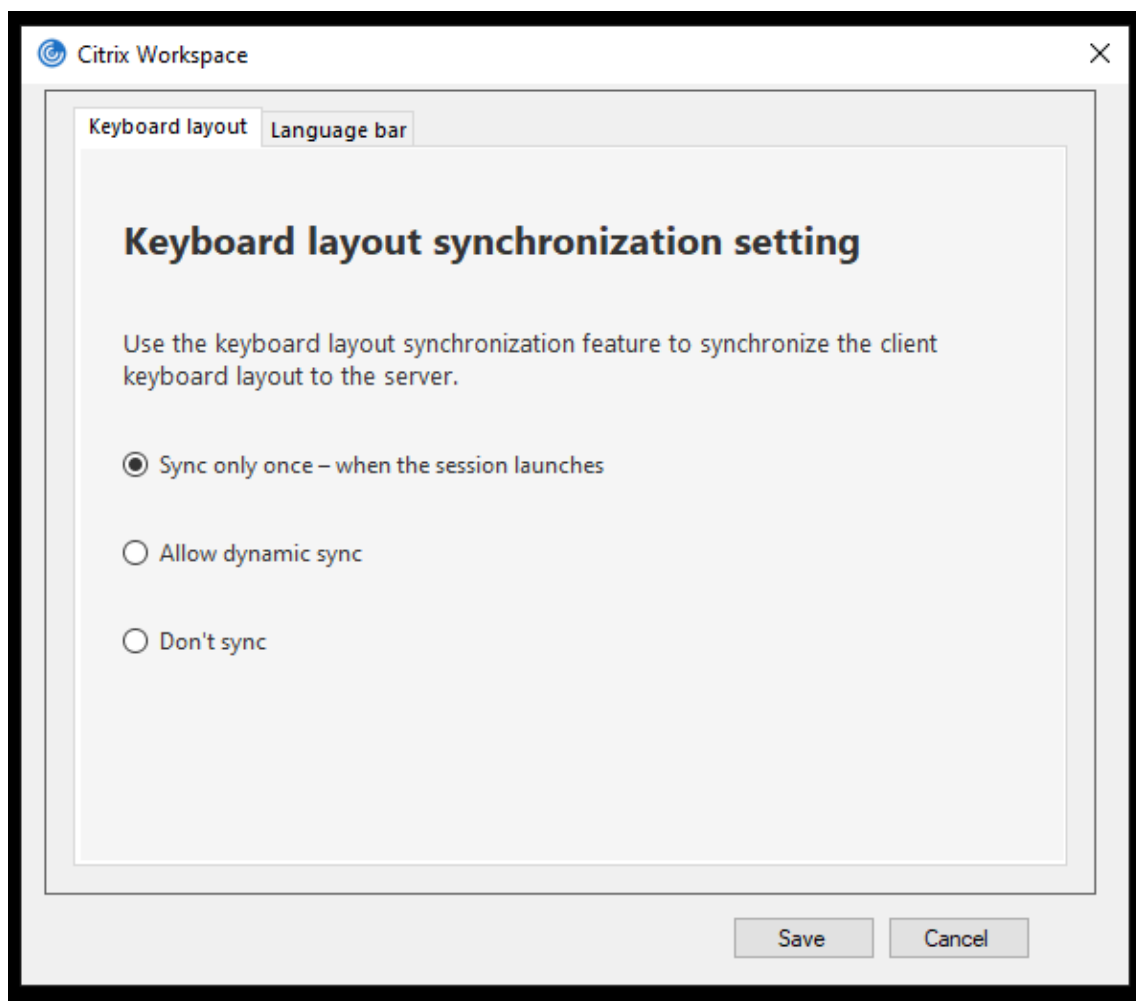 Citrix Workspace
Keyboard layout
Language bar
Keyboard layout synchronization setting
Use the keyboard layout synchronization feature to synchronize the client
keyboard layout to the server.
Sync only once – when the session launches
Allow dynamic sync
Don't sync
Save
Cancel